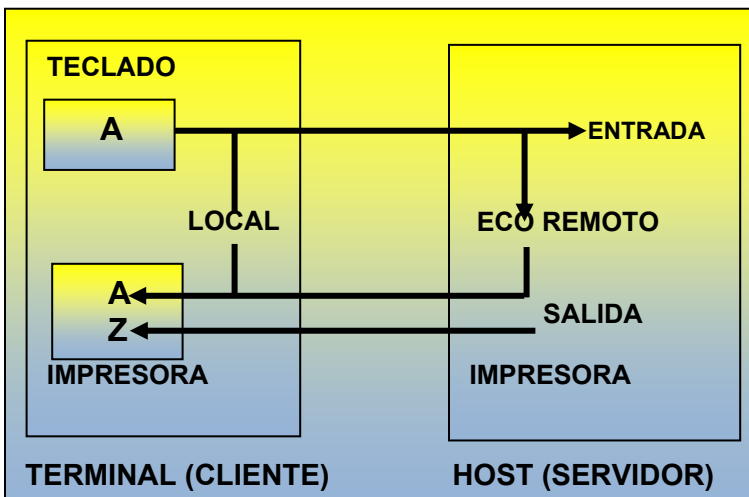 TECLADO
A
ENTRADA
LOCAL
ECO REMOTO
A
Z
SALIDA
IMPRESORA
IMPRESORA
TERMINAL (CLIENTE)
HOST (SERVIDOR)